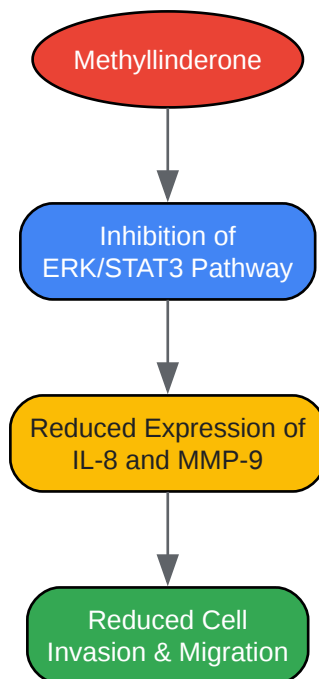 Methyllinderone
Inhibition of
ERK/STAT3 Pathway
Reduced Expression of
IL-8 and MMP-9
Reduced Cell
Invasion & Migration